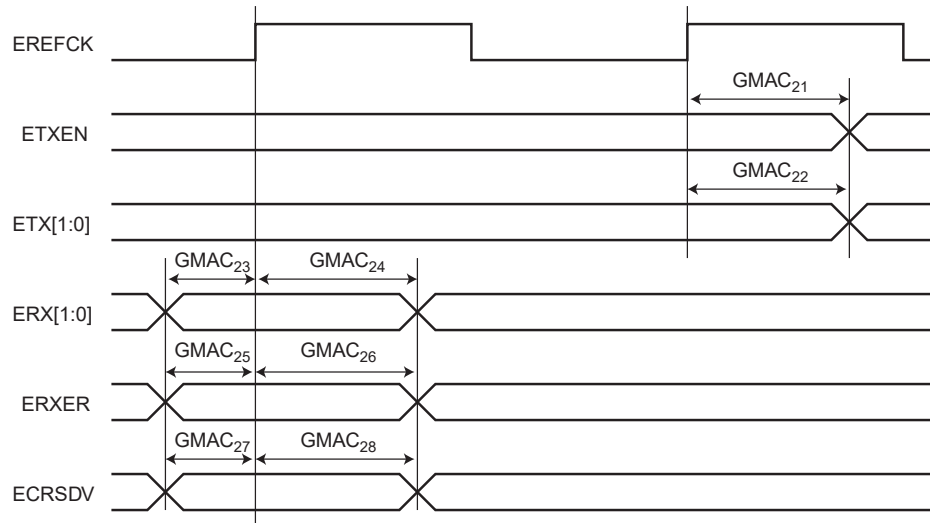 EREFCK
GMAC21
ETXEN
GMAC22
ETX[1:0]
GMAC23 GMAC24
ERX[1:0]
GMAC25 GMAC26
ERXER
GMAC27 GMAC28
ECRSDV